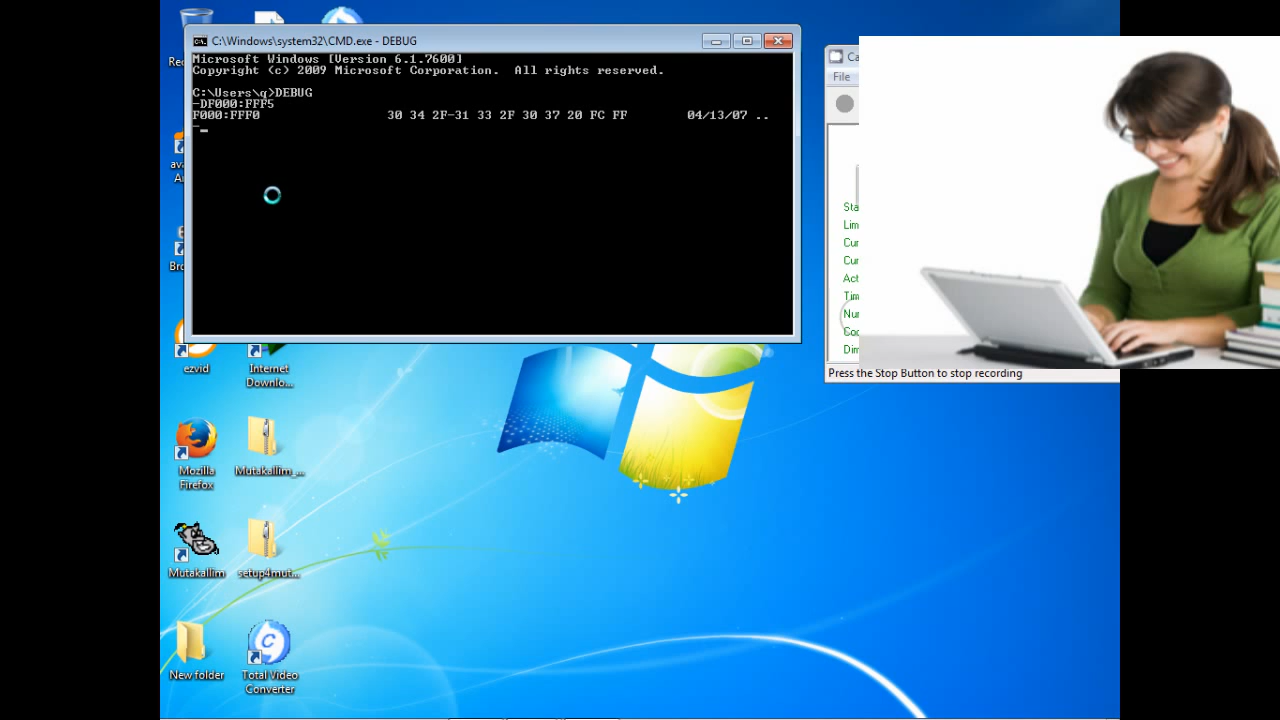 C:\Windows\system32\CMD.exe - DEBUG
Microsoft Windows [Version 6.1.7600]
Copyright (c) 2009 Microsoft Corporation.  All rights reserved.
C:\Users\q>DEBUG
-DF000:FFF5
F000:FFF0 30 34 2F-31 33 2F 30 37 20 FC FF 04/13/07 ..
-_
File
Press the Stop Button to stop recording
ezvid
Internet Downlo...
Mozilla Firefox
Mutakallim_...
Mutakallim
setup4mut...
New folder
Total Video Converter